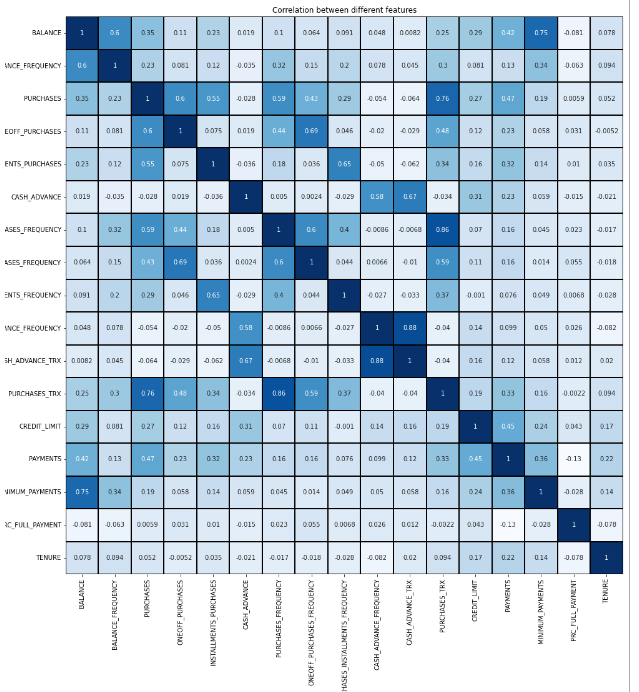 Correlation between different features
BALANCE 1 0.6 0.35 0.11 0.23 0.019 0.1 0.064 0.091 0.048 0.0082 0.25 0.29 0.42 0.75 -0.081 0.078
ANCE_FREQUENCY 0.6 1 0.23 0.081 0.12 -0.035 0.32 0.15 0.2 0.078 0.045 0.3 0.081 0.13 0.34 -0.063 0.094
PURCHASES 0.35 0.23 1 0.6 0.55 -0.028 0.59 0.43 0.29 -0.054 -0.064 0.76 0.27 0.47 0.19 0.0059 0.052
EOFF_PURCHASES 0.11 0.081 0.6 1 0.075 0.019 0.44 0.69 0.046 -0.02 -0.029 0.48 0.12 0.23 0.058 0.031 -0.0052
ENTS_PURCHASES 0.23 0.12 0.55 0.075 1 -0.036 0.18 0.036 0.65 -0.05 -0.062 0.34 0.16 0.32 0.14 0.01 0.035
CASH_ADVANCE 0.019 -0.035 -0.028 0.019 -0.036 1 0.005 0.0024 -0.029 0.58 0.67 -0.034 0.31 0.23 0.059 -0.015 -0.021
ASES_FREQUENCY 0.1 0.32 0.59 0.44 0.18 0.005 1 0.6 0.4 -0.0086 -0.0068 0.86 0.07 0.16 0.045 0.023 -0.017
ASES_FREQUENCY 0.064 0.15 0.43 0.69 0.036 0.0024 0.6 1 0.044 0.0066 -0.01 0.59 0.11 0.16 0.014 0.055 -0.018
ENTS_FREQUENCY 0.091 0.2 0.29 0.046 0.65 -0.029 0.4 0.044 1 -0.027 -0.033 0.37 -0.001 0.076 0.049 0.0068 -0.028
ANCE_FREQUENCY 0.048 0.078 -0.054 -0.02 -0.05 0.58 -0.0086 0.0066 -0.027 1 0.88 -0.04 0.14 0.099 0.05 0.026 -0.082
SH_ADVANCE_TRX 0.0082 0.045 -0.064 -0.029 -0.062 0.67 -0.0068 -0.01 -0.033 0.88 1 -0.04 0.16 0.12 0.058 0.012 0.02
PURCHASES_TRX 0.25 0.3 0.76 0.48 0.34 -0.034 0.86 0.59 0.37 -0.04 -0.04 1 0.19 0.33 0.16 -0.0022 0.094
CREDIT_LIMIT 0.29 0.081 0.27 0.12 0.16 0.31 0.07 0.11 -0.001 0.14 0.16 0.19 1 0.45 0.24 0.043 0.17
PAYMENTS 0.42 0.13 0.47 0.23 0.32 0.23 0.16 0.16 0.076 0.099 0.12 0.33 0.45 1 0.36 -0.13 0.22
NIMUM_PAYMENTS 0.75 0.34 0.19 0.058 0.14 0.059 0.045 0.014 0.049 0.05 0.058 0.16 0.24 0.36 1 -0.028 0.14
RC_FULL_PAYMENT -0.081 -0.063 0.0059 0.031 0.01 -0.015 0.023 0.055 0.0068 0.026 0.012 -0.0022 0.043 -0.13 -0.028 1 -0.078
TENURE 0.078 0.094 0.052 -0.0052 0.035 -0.021 -0.017 -0.018 -0.028 -0.082 0.02 0.094 0.17 0.22 0.14 -0.078 1
BALANCE
BALANCE_FREQUENCY
PURCHASES
ONEOFF_PURCHASES
INSTALLMENTS_PURCHASES
CASH_ADVANCE
PURCHASES_FREQUENCY
ONEOFF_PURCHASES_FREQUENCY
HASES_INSTALLMENTS_FREQUENCY
CASH_ADVANCE_FREQUENCY
CASH_ADVANCE_TRX
PURCHASES_TRX
CREDIT_LIMIT
PAYMENTS
MINIMUM_PAYMENTS
PRC_FULL_PAYMENT
TENURE